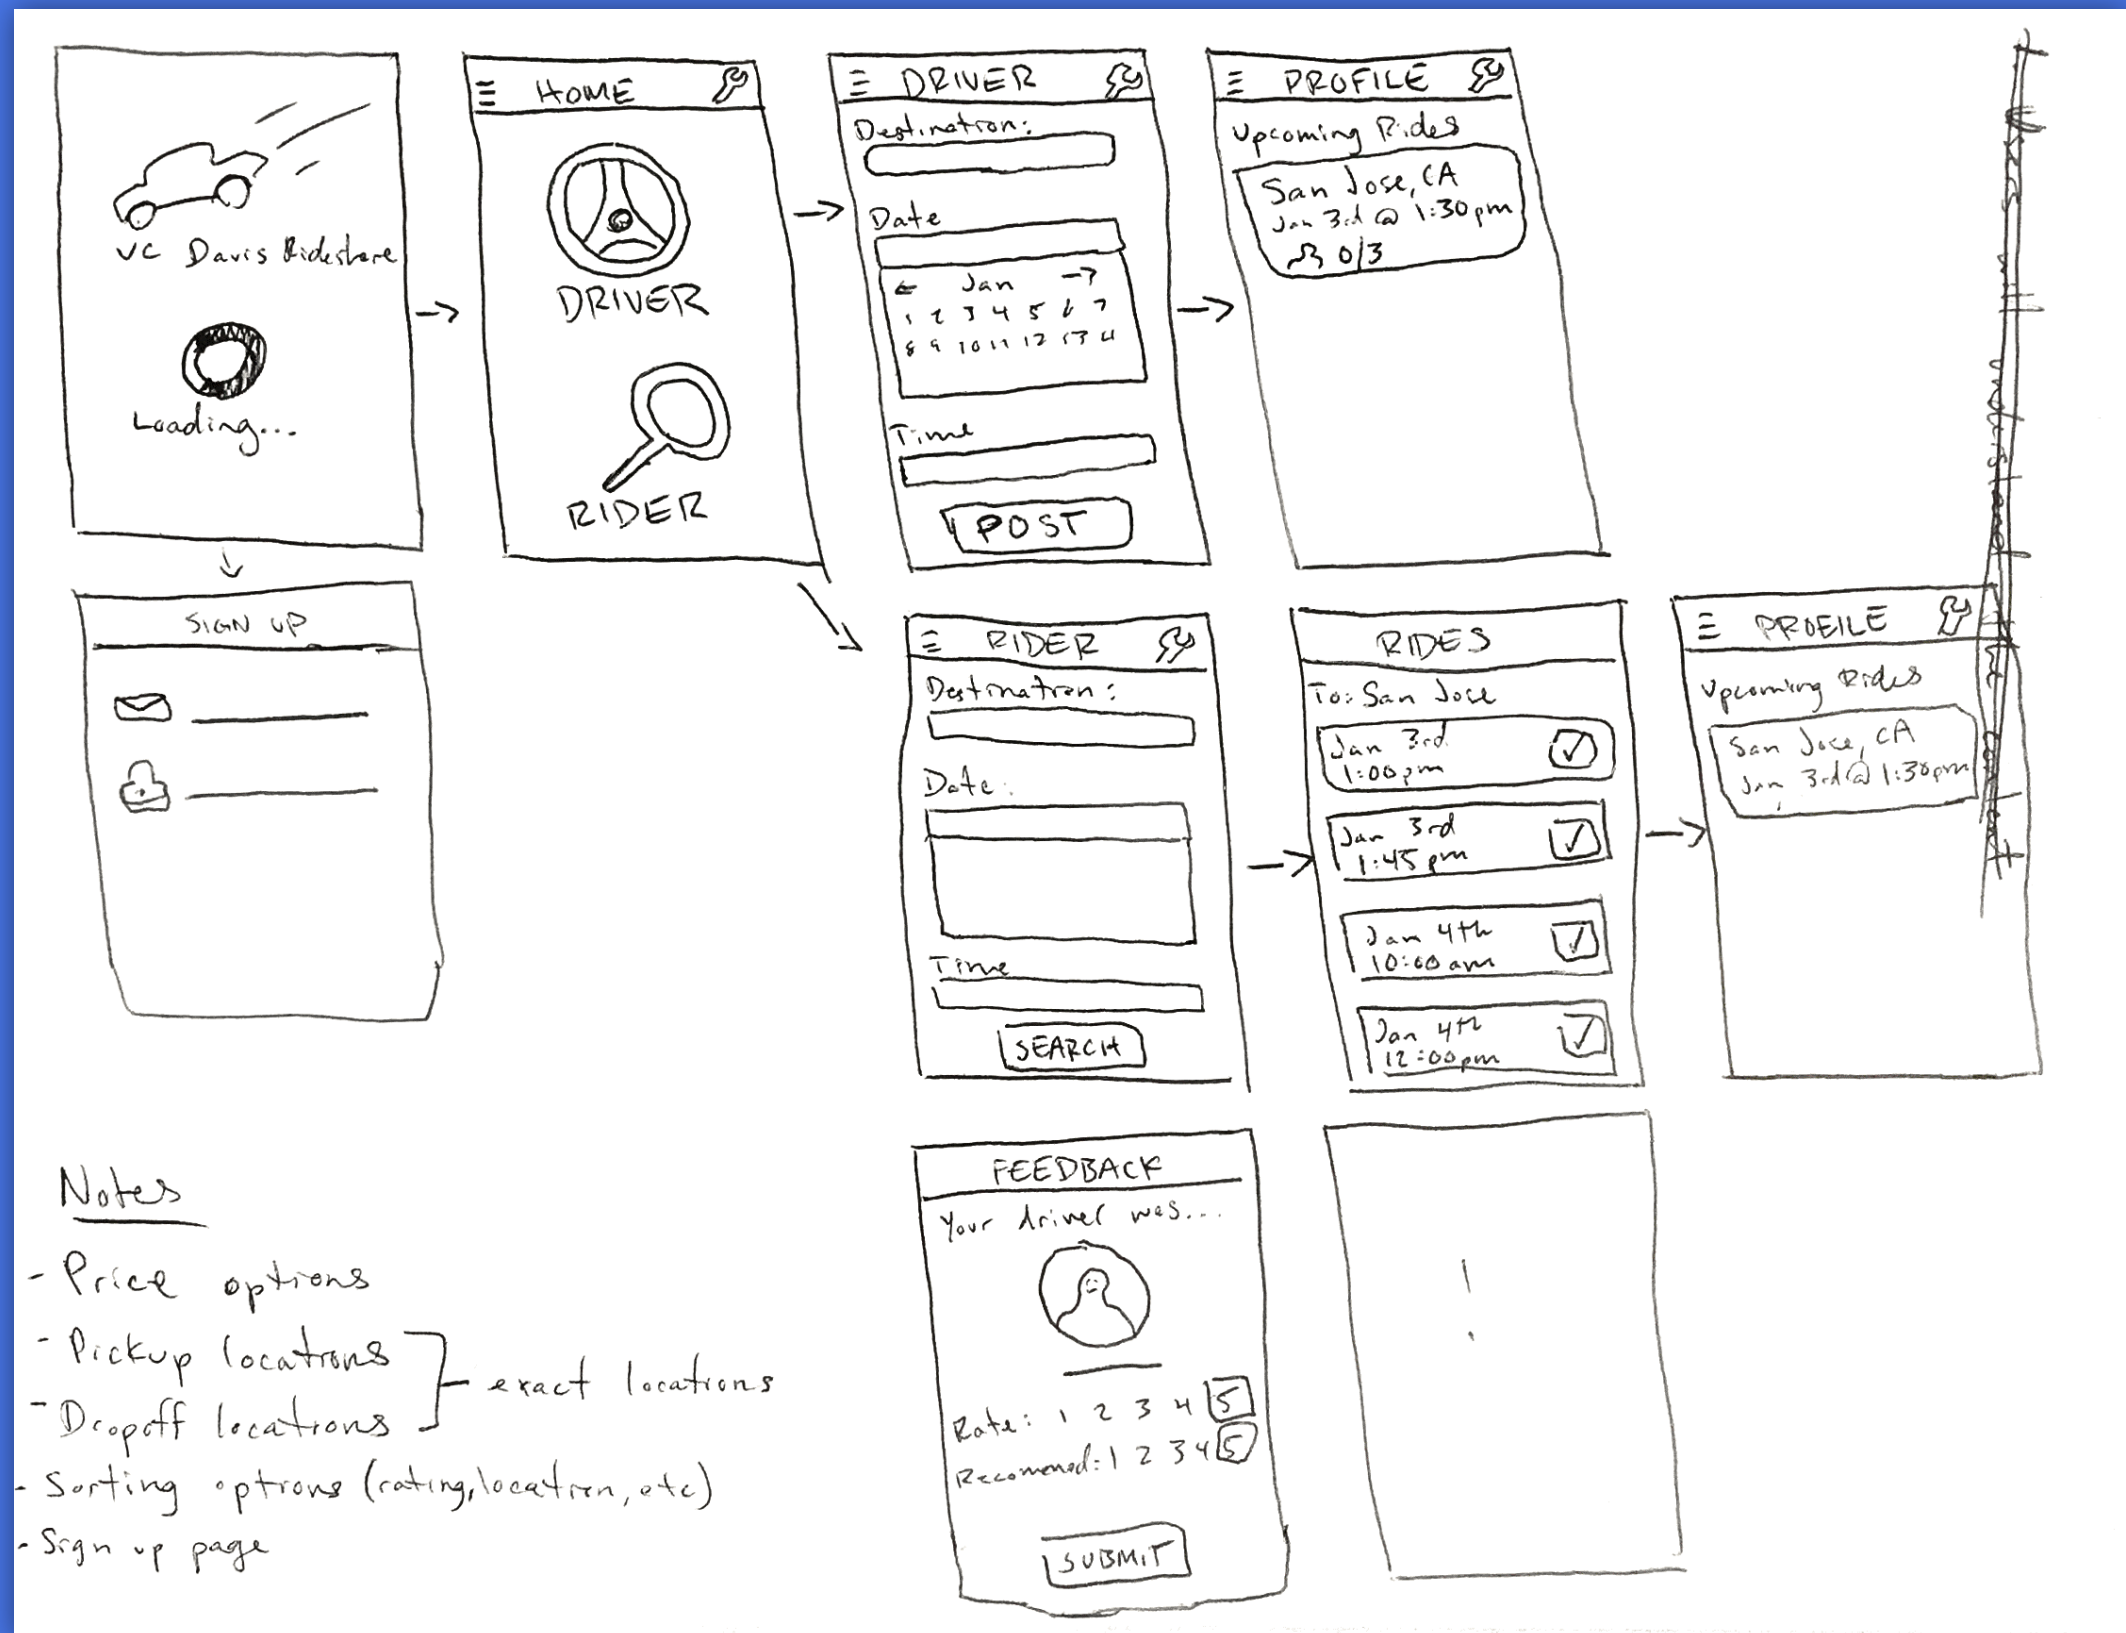 UC Davis Rideshare
Loading...
HOME
DRIVER
RIDER
DRIVER
Destination:
Date
← Jan →
1 2 3 4 5 6 7
8 9 10 11 12 13 14
Time
POST
PROFILE
Upcoming Rides
San Jose, CA
Jan 3rd @ 1:30pm
0/3
SIGN UP
RIDER
Destination:
Date:
Time
SEARCH
RIDES
To: San Jose
Jan 3rd
1:00pm
Jan 3rd
1:45 pm
Jan 4th
10:00 am
Jan 4th
12:00pm
PROFILE
Upcoming Rides
San Jose, CA
Jan 3rd @ 1:30pm
FEEDBACK
Your driver was...
Rate: 1 2 3 4 5
Recommend: 1 2 3 4 5
SUBMIT
!
Notes
- Price options
- Pickup locations
- Dropoff locations
exact locations
- Sorting options (rating, location, etc)
- Sign up page